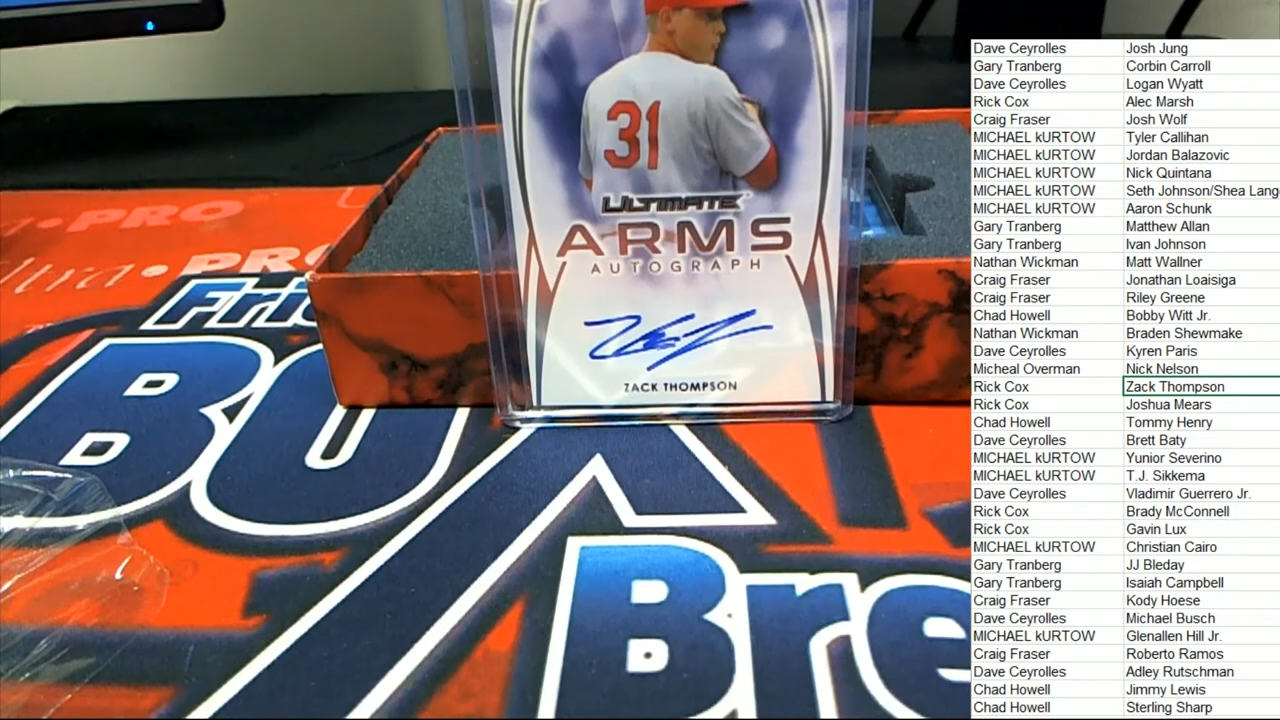 31
ULTIMATE
ARMS
AUTOGRAPH
ZACK THOMPSON
PRO
ltra•PRO
BOX
Bre
Dave Ceyrolles Josh Jung
Gary Tranberg Corbin Carroll
Dave Ceyrolles Logan Wyatt
Rick Cox Alec Marsh
Craig Fraser Josh Wolf
MICHAEL kURTOW Tyler Callihan
MICHAEL kURTOW Jordan Balazovic
MICHAEL kURTOW Nick Quintana
MICHAEL kURTOW Seth Johnson/Shea Lang
MICHAEL kURTOW Aaron Schunk
Gary Tranberg Matthew Allan
Gary Tranberg Ivan Johnson
Nathan Wickman Matt Wallner
Craig Fraser Jonathan Loaisiga
Craig Fraser Riley Greene
Chad Howell Bobby Witt Jr.
Nathan Wickman Braden Shewmake
Dave Ceyrolles Kyren Paris
Micheal Overman Nick Nelson
Rick Cox Zack Thompson
Rick Cox Joshua Mears
Chad Howell Tommy Henry
Dave Ceyrolles Brett Baty
MICHAEL kURTOW Yunior Severino
MICHAEL kURTOW T.J. Sikkema
Dave Ceyrolles Vladimir Guerrero Jr.
Rick Cox Brady McConnell
Rick Cox Gavin Lux
MICHAEL kURTOW Christian Cairo
Gary Tranberg JJ Bleday
Gary Tranberg Isaiah Campbell
Craig Fraser Kody Hoese
Dave Ceyrolles Michael Busch
MICHAEL kURTOW Glenallen Hill Jr.
Craig Fraser Roberto Ramos
Dave Ceyrolles Adley Rutschman
Chad Howell Jimmy Lewis
Chad Howell Sterling Sharp